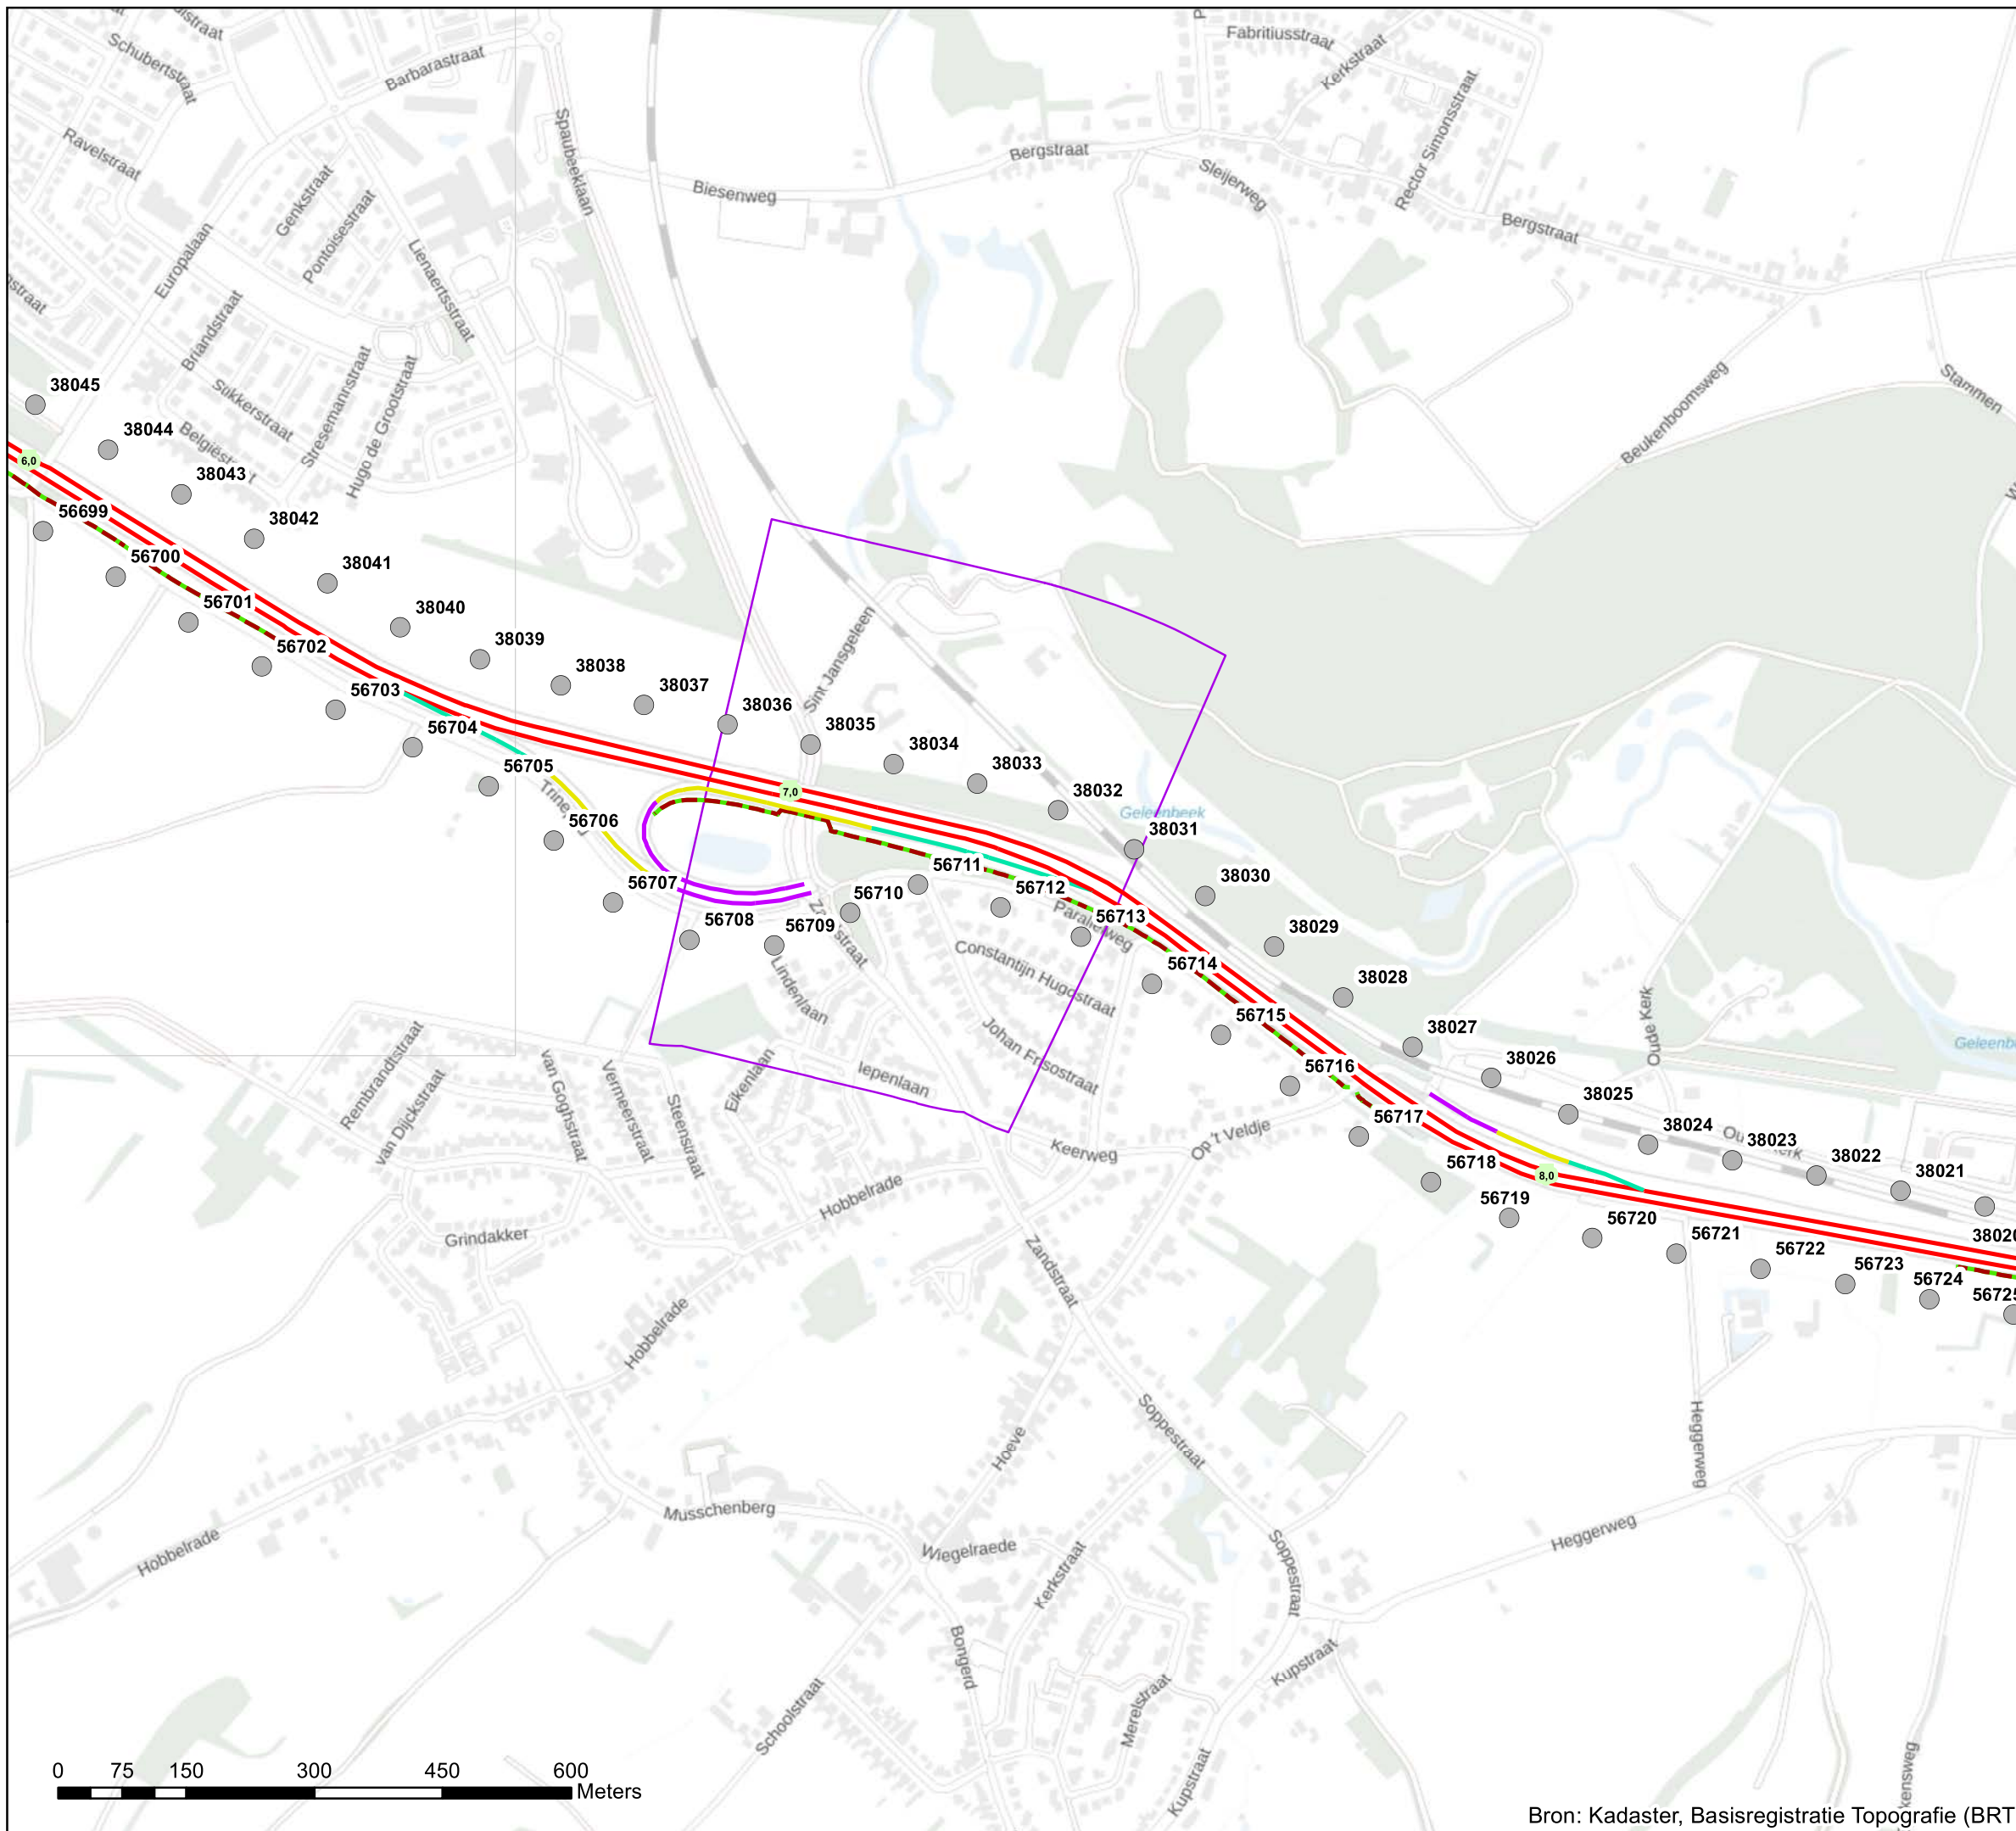 Schubertstraat
Barbarastraat
Fabritiusstraat
Kerkstraat
Ravelstraat
Spaubeeklaan
Bergstraat
Rector Simonsstraat
Biesenweg
Sleijerweg
Bergstraat
Genkstraat
Pontoisestraat
Europalaan
Lienaertsstraat
Briandstraat
Stresemannstraat
Hugo de Grootstraat
Stikkerstraat
Beukenboomsweg
Stammen
38045
38044
38043
38042
38041
38040
38039
38038
38037
38036
38035
38034
38033
38032
38031
38030
38029
38028
38027
38026
38025
38024
38023
38022
38021
6,0
56699
56700
56701
56702
56703
56704
56705
56706
56707
56708
56709
56710
56711
56712
56713
56714
56715
56716
56717
56718
56719
56720
56721
56722
56723
56724
7,0
8,0
Sint Jansgeleen
Geleenbeek
Lindenlaan
Constantijn Hugostraat
Johan Frisostraat
Iepenlaan
Eikenlaan
Rembrandtstraat
van Dijckstraat
van Goghstraat
Vermeerstraat
Steenstraat
Keerweg
Op 't Veldje
Oude Kerk
Hobbelrade
Grindakker
Zandstraat
Hobbelrade
Hoeve
Soppestraat
Heggerweg
Musschenberg
Hobbelrade
Wiegelraede
Kerkstraat
Soppestraat
Heggerweg
Bongerd
Schoolstraat
Merelstraat
Kupstraat
Kupstraat
0 75 150 300 450 600
Meters
Bron: Kadaster, Basisregistratie Topografie (BRT